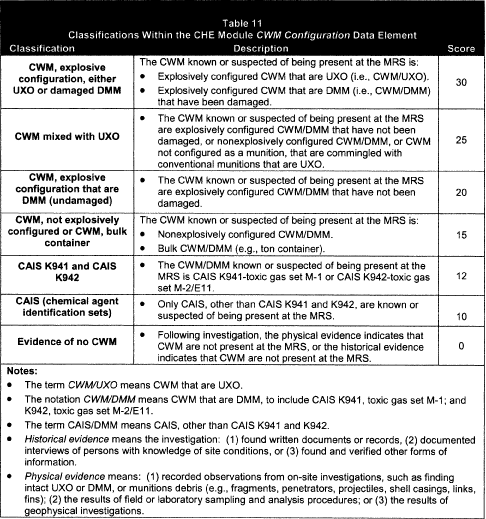 Table 11
Classifications Within the CHE Module CWM Configuration Data Element
Classification Description Score
CWM, explosive configuration, either UXO or damaged DMM
The CWM known or suspected of being present at the MRS is:
● Explosively configured CWM that are UXO (i.e., CWM/UXO).
● Explosively configured CWM that are DMM (i.e., CWM/DMM)
that have been damaged.
30
CWM mixed with UXO
● The CWM known or suspected of being present at the MRS
are explosively configured CWM/DMM that have not been
damaged, or nonexplosively configured CWM/DMM, or CWM
not configured as a munition, that are commingled with
conventional munitions that are UXO.
25
CWM, explosive
configuration that are
DMM (undamaged)
● The CWM known or suspected of being present at the MRS
are explosively configured CWM/DMM that have not been
damaged.
20
CWM, not explosively
configured or CWM, bulk
container
The CWM known or suspected of being present at the MRS is:
● Nonexplosively configured CWM/DMM.
● Bulk CWM/DMM (e.g., ton container).
15
CAIS K941 and CAIS
K942
● The CWM/DMM known or suspected of being present at the
MRS is CAIS K941-toxic gas set M-1 or CAIS K942-toxic gas
set M-2/E11.
12
CAIS (chemical agent
identification sets)
● Only CAIS, other than CAIS K941 and K942, are known or
suspected of being present at the MRS.
10
Evidence of no CWM
● Following investigation, the physical evidence indicates that
CWM are not present at the MRS, or the historical evidence
indicates that CWM are not present at the MRS.
0
Notes:
● The term CWM/UXO means CWM that are UXO.
● The notation CWM/DMM means CWM that are DMM, to include CAIS K941, toxic gas set M-1; and
K942, toxic gas set M-2/E11.
● The term CAIS/DMM means CAIS, other than CAIS K941 and K942.
● Historical evidence means the investigation: (1) found written documents or records, (2) documented
interviews of persons with knowledge of site conditions, or (3) found and verified other forms of
information.
● Physical evidence means: (1) recorded observations from on-site investigations, such as finding
intact UXO or DMM, or munitions debris (e.g., fragments, penetrators, projectiles, shell casings, links,
fins); (2) the results of field or laboratory sampling and analysis procedures; or (3) the results of
geophysical investigations.